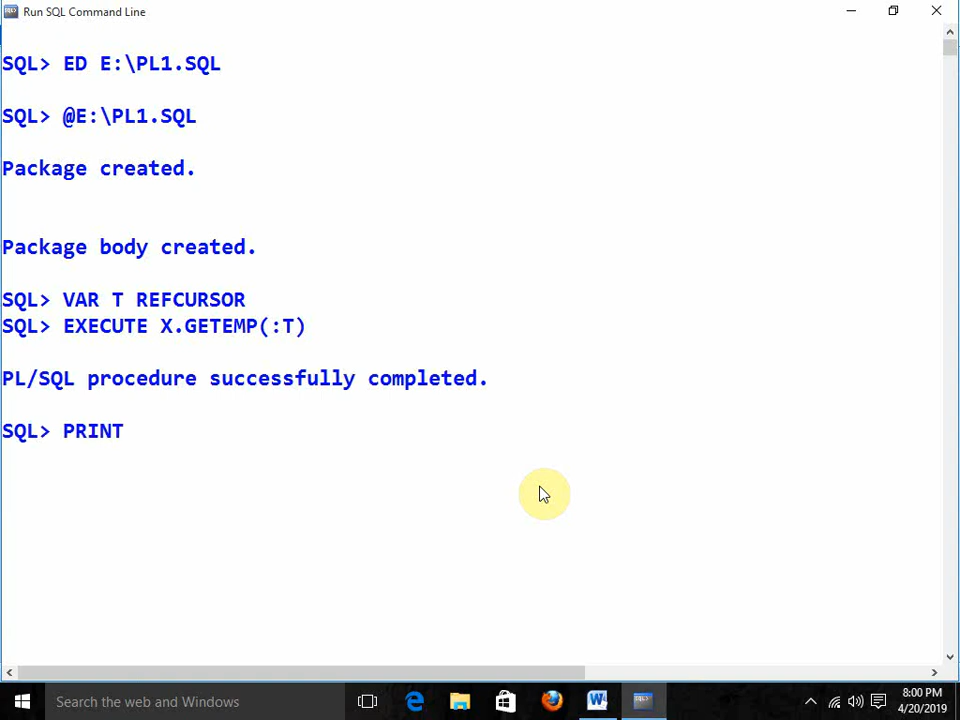 Run SQL Command Line
SQL> ED E:\PL1.SQL
SQL> @E:\PL1.SQL
Package created.
Package body created.
SQL> VAR T REFCURSOR
SQL> EXECUTE X.GETEMP(:T)
PL/SQL procedure successfully completed.
SQL> PRINT
Search the web and Windows
8:00 PM
4/20/2019